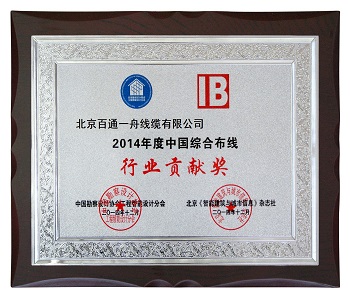 IB
北京百通一舟线缆有限公司
2014年度中国综合布线
行业贡献奖
中国勘察设计协会工程智能设计分会
北京《智能建筑与城市信息》杂志社
二〇一四年十二月
二〇一四年十二月